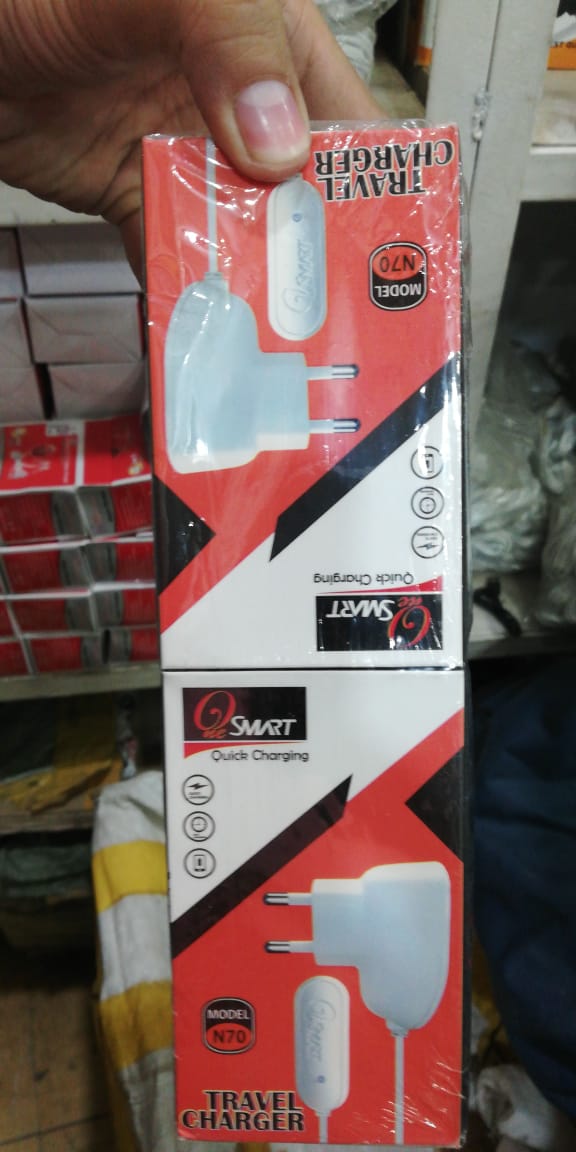 TRAVEL
CHARGER
MODEL
N70
Quick Charging
One SMART
One SMART
Quick Charging
MODEL
N70
TRAVEL
CHARGER